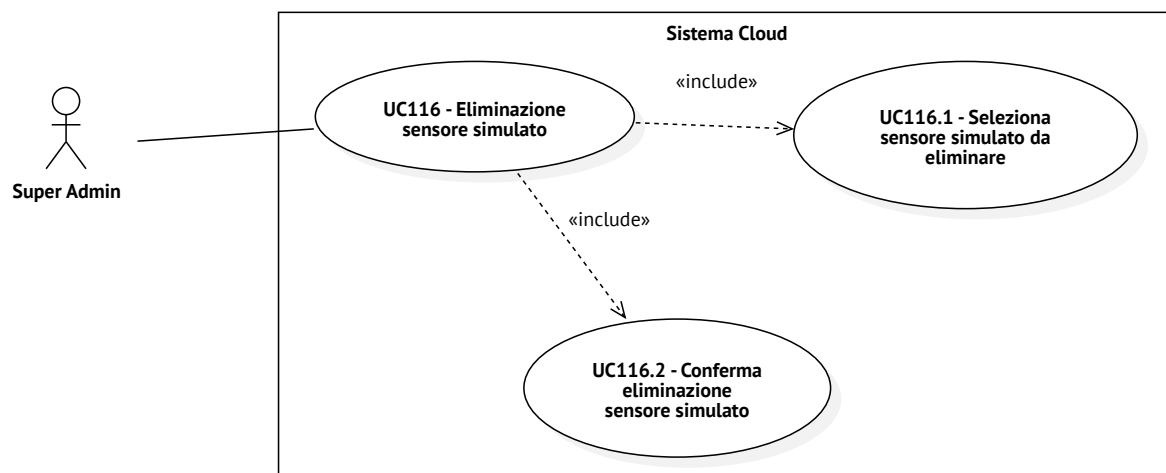 Sistema Cloud
«include»
UC116 - Eliminazione
sensore simulato
UC116.1 - Seleziona
sensore simulato da
eliminare
Super Admin
«include»
UC116.2 - Conferma
eliminazione
sensore simulato